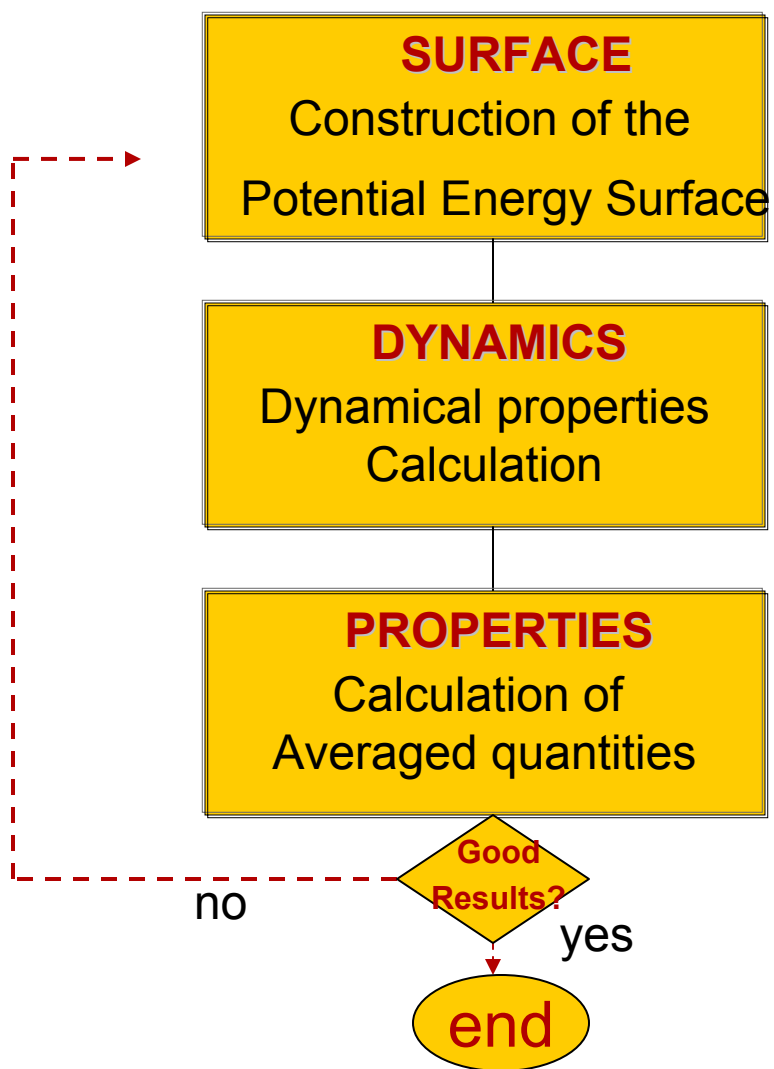 SURFACE
Construction of the
Potential Energy Surface
DYNAMICS
Dynamical properties
Calculation
PROPERTIES
Calculation of
Averaged quantities
Good
Results?
no
yes
end